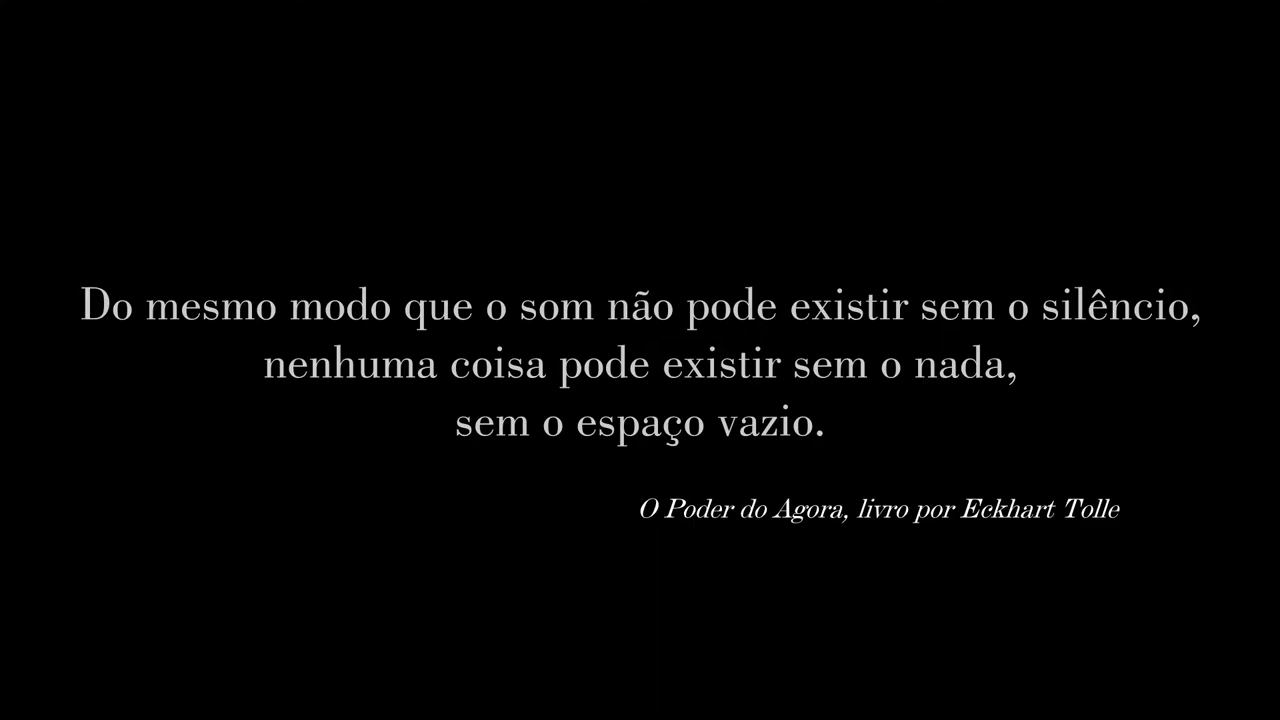 Do mesmo modo que o som não pode existir sem o silêncio,
nenhuma coisa pode existir sem o nada,
sem o espaço vazio.
O Poder do Agora, livro por Eckhart Tolle